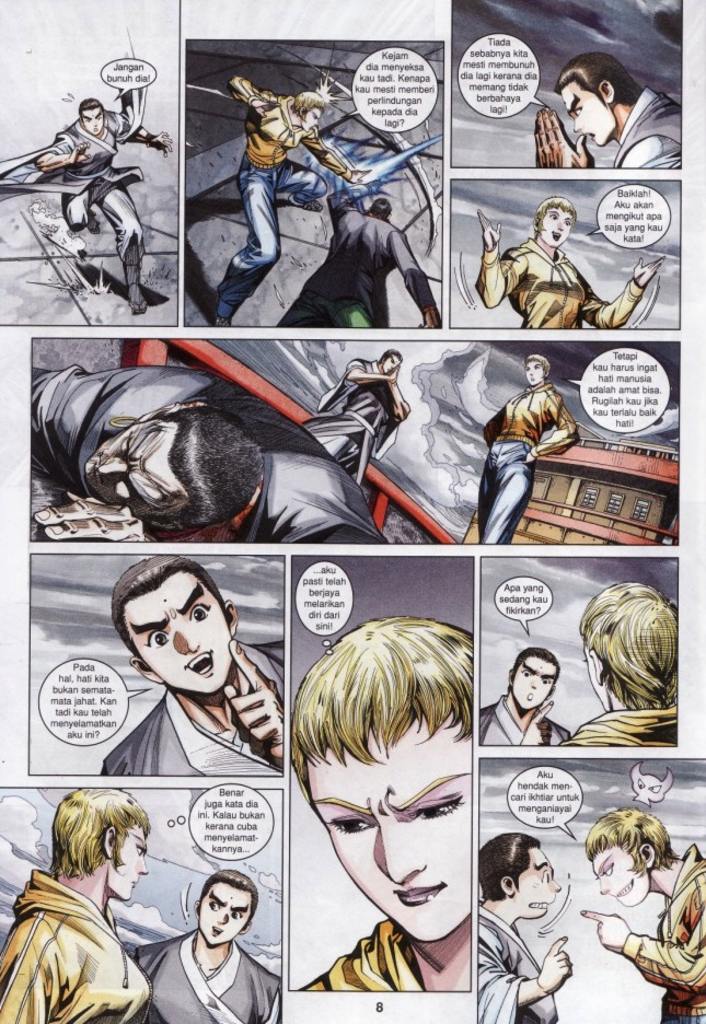 Jangan
bunuh dia!
Kejam
dia menyeksa
kau tadi. Kenapa
kau mesti memberi
perlindungan
kepada dia
lagi?
Tiada
sebabnya kita
mesti membunuh
dia lagi kerana dia
memang tidak
berbahaya
lagi!
Baiklah!
Aku akan
mengikut apa
saja yang kau
kata!
Tetapi
kau harus ingat
hati manusia
adalah amat bisa.
Rugilah kau jika
kau terlalu baik
hati!
Pada
hal, hati kita
bukan semata-
mata jahat. Kan
tadi kau telah
menyelamatkan
aku ini?
Benar
juga kata dia
ini. Kalau bukan
kerana cuba
menyelamat-
kannya...
...aku
pasti telah
berjaya
melarikan
diri dari
sini!
Apa yang
sedang kau
fikirkan?
Aku
hendak men-
cari ikhtiar untuk
menganiayai
kau!
8